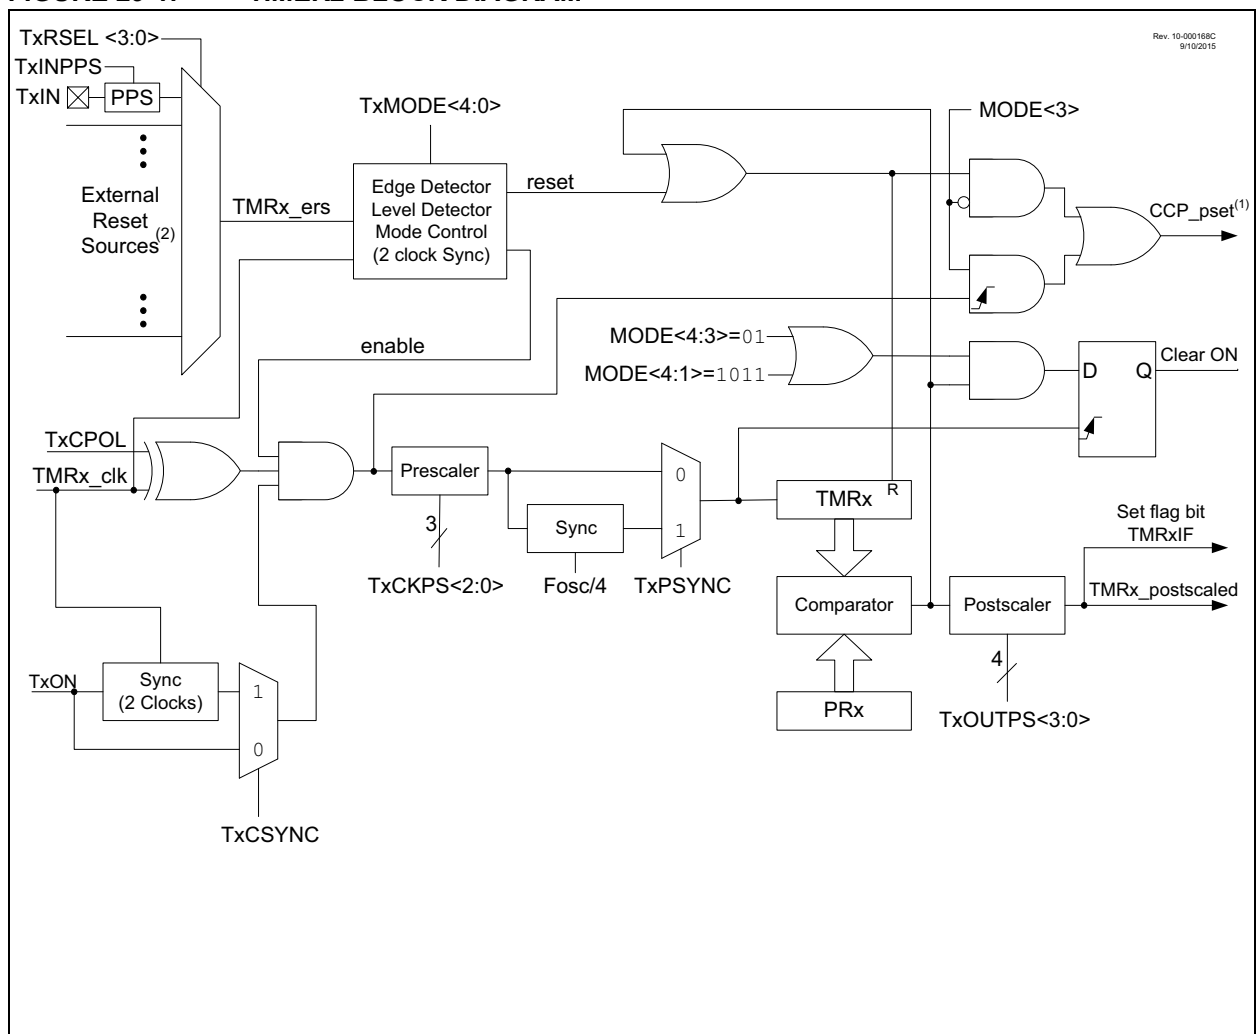 TxRSEL <3:0>
Rev. 10-000168C
9/10/2015
TxINPPS
TxIN
PPS
TxMODE<4:0>
MODE<3>
External
Reset
Sources(2)
TMRx_ers
Edge Detector
Level Detector
Mode Control
(2 clock Sync)
reset
CCP_pset(1)
enable
MODE<4:3>=01
MODE<4:1>=1011
D
Q
Clear ON
TxCPOL
TMRx_clk
Prescaler
3
TxCKPS<2:0>
Sync
Fosc/4
0
1
TxPSYNC
R
TMRx
Comparator
PRx
Postscaler
4
TxOUTPS<3:0>
Set flag bit
TMRxIF
TMRx_postscaled
TxON
Sync
(2 Clocks)
1
0
TxCSYNC